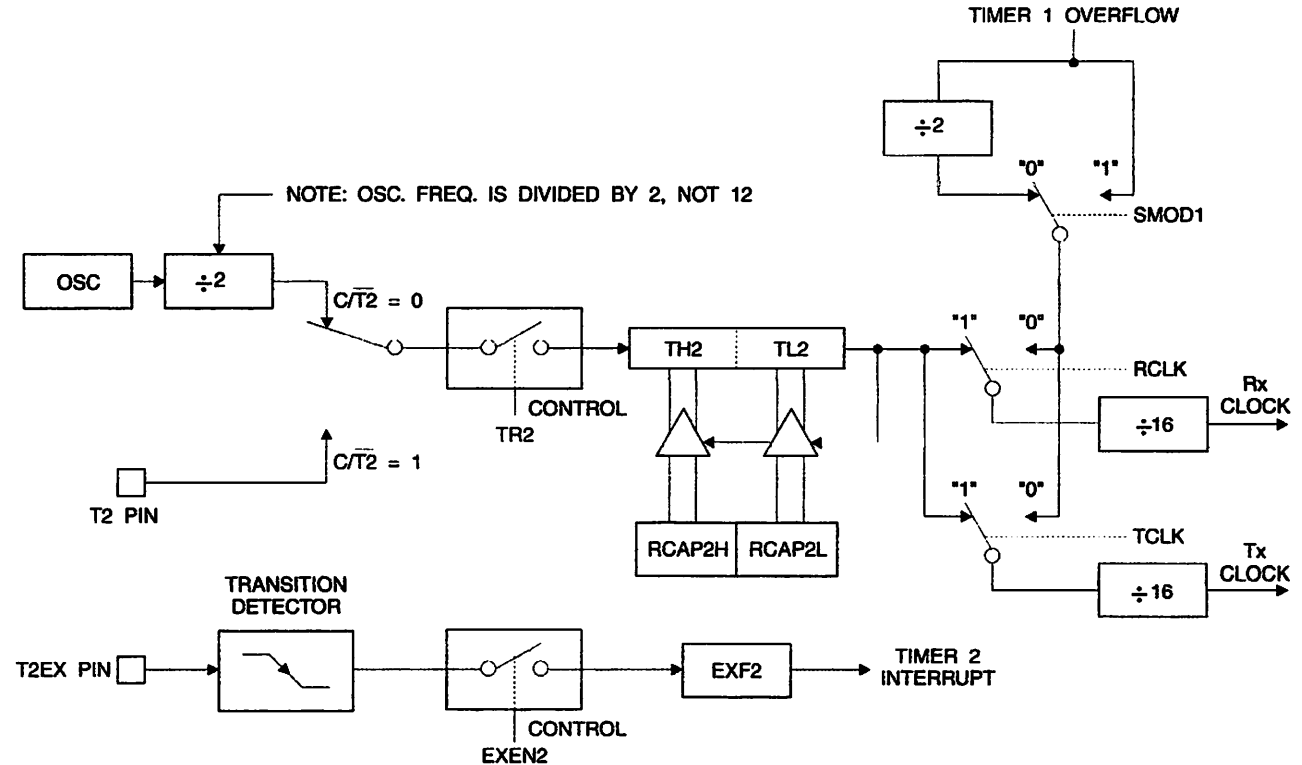 TIMER 1 OVERFLOW
÷2
"0" "1"
NOTE: OSC. FREQ. IS DIVIDED BY 2, NOT 12
SMOD1
OSC
÷2
C/T2̅ = 0
"1" "0"
TH2
TL2
RCLK
Rx
CLOCK
CONTROL
TR2
÷16
C/T2̅ = 1
T2 PIN
"1" "0"
RCAP2H
RCAP2L
TCLK
Tx
CLOCK
÷16
TRANSITION
DETECTOR
T2EX PIN
EXF2
TIMER 2
INTERRUPT
CONTROL
EXEN2